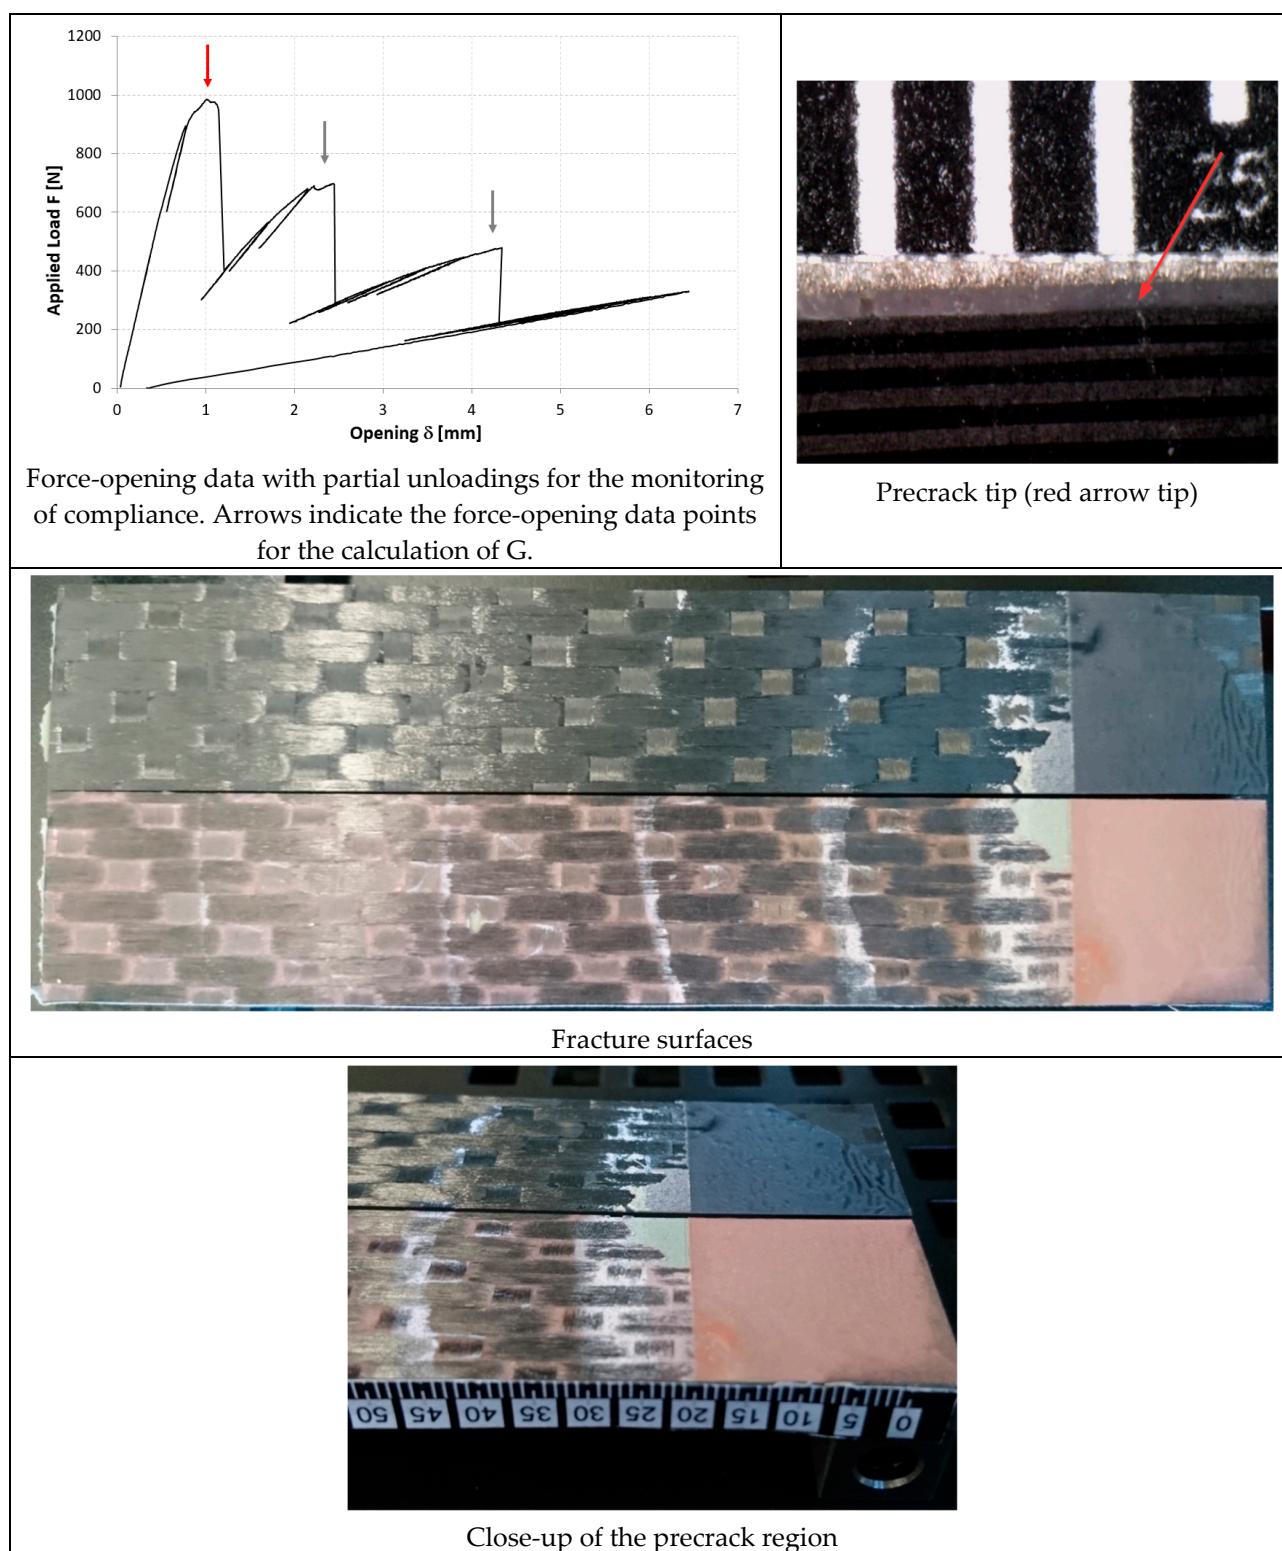 1200
1000
800
600
400
200
0
Applied Load F [N]
0 1 2 3 4 5 6 7
Opening δ [mm]
Force-opening data with partial unloadings for the monitoring
of compliance. Arrows indicate the force-opening data points
for the calculation of G.
25
Precrack tip (red arrow tip)
Fracture surfaces
50 45 40 35 30 25 20 15 10 5 0
Close-up of the precrack region